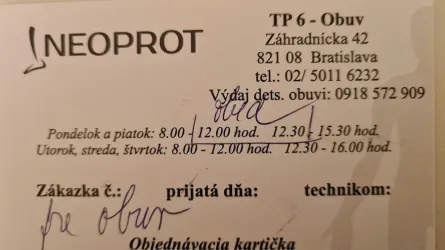 NEOPROT
TP 6 - Obuv
Záhradnícka 42
821 08 Bratislava
tel.: 02/ 5011 6232
Výdaj dets. obuvi: 0918 572 909
obed
Pondelok a piatok: 8.00 - 12.00 hod. 12.30 - 15.30 hod.
Utorok, streda, štvrtok: 8.00 - 12.00 hod. 12.30 - 16.00 hod.
Zákazka č.: prijatá dňa: technikom:
pre obuv
Objednávacia kartička